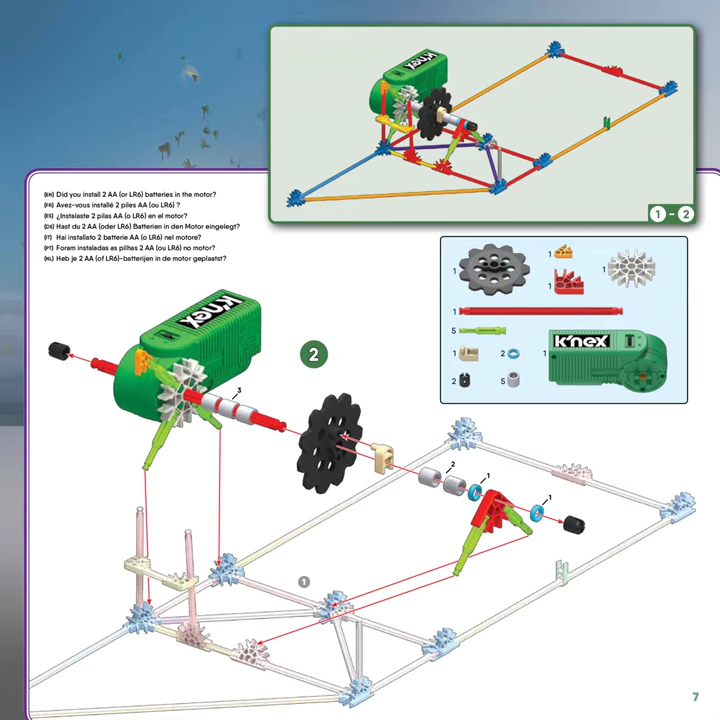 K'NEX
1 - 2
(EN) Did you install 2 AA (or LR6) batteries in the motor?
(FR) Avez-vous installé 2 piles AA (ou LR6) ?
(ES) ¿Instalaste 2 pilas AA (o LR6) en el motor?
(DE) Hast du 2 AA (oder LR6) Batterien in den Motor eingelegt?
(IT) Hai installato 2 batterie AA (o LR6) nel motore?
(PT) Foram instaladas as pilhas 2 AA (ou LR6) no motor?
(NL) Heb je 2 AA (of LR6)-batterijen in de motor geplaatst?
1 1 1
1
1
5
1 2 1 k'nex
2 5
k'nex
2
3
2
1
1
1
7